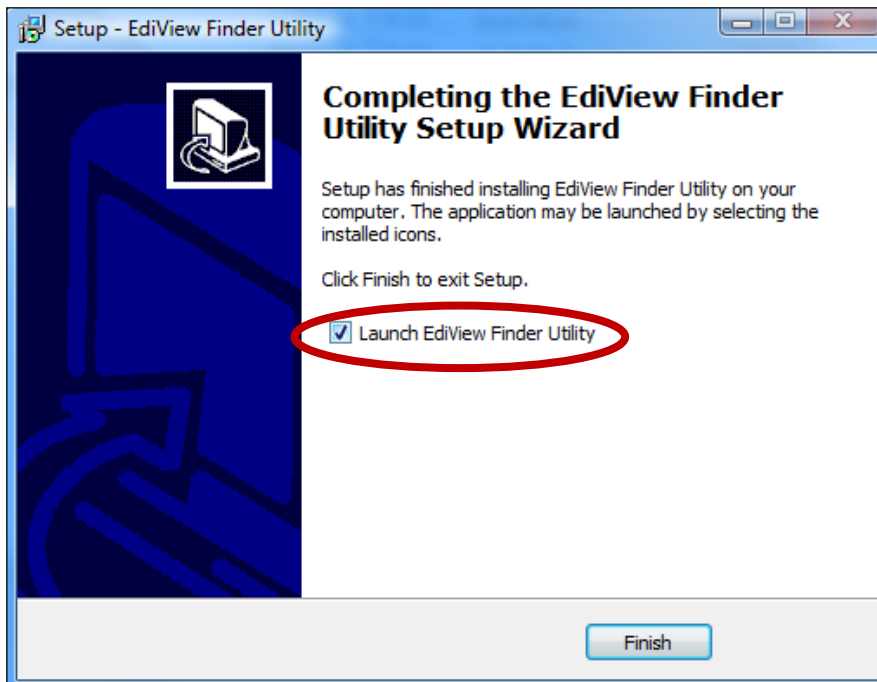 Setup - EdiView Finder Utility
Completing the EdiView Finder
Utility Setup Wizard
Setup has finished installing EdiView Finder Utility on your
computer. The application may be launched by selecting the
installed icons.
Click Finish to exit Setup.
Launch EdiView Finder Utility
Finish